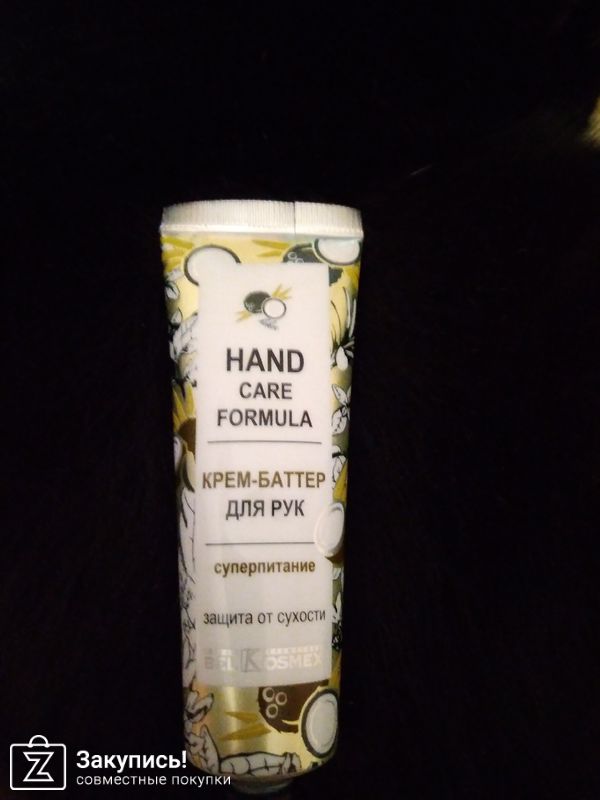 HAND
CARE
FORMULA
КРЕМ-БАТТЕР
ДЛЯ РУК
суперпитание
защита от сухости
BELKOSMEX
Z
Закупись!
совместные покупки